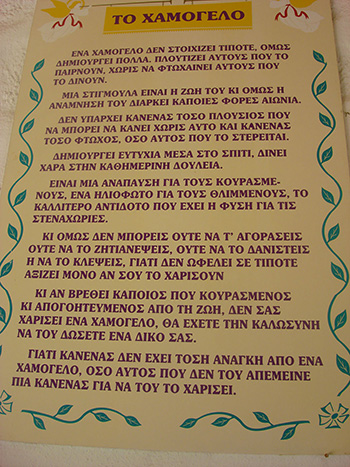 ΤΟ ΧΑΜΟΓΕΛΟ
ΕΝΑ ΧΑΜΟΓΕΛΟ ΔΕΝ ΣΤΟΙΧΙΖΕΙ ΤΙΠΟΤΕ, ΟΜΩΣ
ΔΗΜΙΟΥΡΓΕΙ ΠΟΛΛΑ. ΠΛΟΥΤΙΖΕΙ ΑΥΤΟΥΣ ΠΟΥ ΤΟ
ΠΑΙΡΝΟΥΝ, ΧΩΡΙΣ ΝΑ ΦΤΩΧΑΙΝΕΙ ΑΥΤΟΥΣ ΠΟΥ
ΤΟ ΔΙΝΟΥΝ.
ΜΙΑ ΣΤΙΓΜΟΥΛΑ ΕΙΝΑΙ Η ΖΩΗ ΤΟΥ ΚΙ ΟΜΩΣ Η
ΑΝΑΜΝΗΣΗ ΤΟΥ ΔΙΑΡΚΕΙ ΚΑΠΟΙΕΣ ΦΟΡΕΣ ΑΙΩΝΙΑ.
ΔΕΝ ΥΠΑΡΧΕΙ ΚΑΝΕΝΑΣ ΤΟΣΟ ΠΛΟΥΣΙΟΣ ΠΟΥ
ΝΑ ΜΠΟΡΕΙ ΝΑ ΚΑΝΕΙ ΧΩΡΙΣ ΑΥΤΟ ΚΑΙ ΚΑΝΕΝΑΣ
ΤΟΣΟ ΦΤΩΧΟΣ, ΟΣΟ ΑΥΤΟΣ ΠΟΥ ΤΟ ΣΤΕΡΕΙΤΑΙ.
ΔΗΜΙΟΥΡΓΕΙ ΕΥΤΥΧΙΑ ΜΕΣΑ ΣΤΟ ΣΠΙΤΙ, ΔΙΝΕΙ
ΧΑΡΑ ΣΤΗΝ ΚΑΘΗΜΕΡΙΝΗ ΔΟΥΛΕΙΑ.
ΕΙΝΑΙ ΜΙΑ ΑΝΑΠΑΥΣΗ ΓΙΑ ΤΟΥΣ ΚΟΥΡΑΣΜΕ-
ΝΟΥΣ, ΕΝΑ ΗΛΙΟΦΩΤΟ ΓΙΑ ΤΟΥΣ ΘΛΙΜΜΕΝΟΥΣ, ΤΟ
ΚΑΛΛΙΤΕΡΟ ΑΝΤΙΔΟΤΟ ΠΟΥ ΕΧΕΙ Η ΦΥΣΗ ΓΙΑ ΤΙΣ
ΣΤΕΝΑΧΩΡΙΕΣ.
ΚΙ ΟΜΩΣ ΔΕΝ ΜΠΟΡΕΙΣ ΟΥΤΕ ΝΑ Τ' ΑΓΟΡΑΣΕΙΣ
ΟΥΤΕ ΝΑ ΤΟ ΖΗΤΙΑΝΕΨΕΙΣ, ΟΥΤΕ ΝΑ ΤΟ ΔΑΝΙΣΤΕΙΣ
Η ΝΑ ΤΟ ΚΛΕΨΕΙΣ, ΓΙΑΤΙ ΔΕΝ ΩΦΕΛΕΙ ΣΕ ΤΙΠΟΤΕ
ΑΞΙΖΕΙ ΜΟΝΟ ΑΝ ΣΟΥ ΤΟ ΧΑΡΙΣΟΥΝ
ΚΙ ΑΝ ΒΡΕΘΕΙ ΚΑΠΟΙΟΣ ΠΟΥ ΚΟΥΡΑΣΜΕΝΟΣ
ΚΙ ΑΠΟΓΟΗΤΕΥΜΕΝΟΣ ΑΠΟ ΤΗ ΖΩΗ, ΔΕΝ ΣΑΣ
ΧΑΡΙΣΕΙ ΕΝΑ ΧΑΜΟΓΕΛΟ, ΘΑ ΕΧΕΤΕ ΤΗΝ ΚΑΛΩΣΥΝΗ
ΝΑ ΤΟΥ ΔΩΣΕΤΕ ΕΝΑ ΔΙΚΟ ΣΑΣ.
ΓΙΑΤΙ ΚΑΝΕΝΑΣ ΔΕΝ ΕΧΕΙ ΤΟΣΗ ΑΝΑΓΚΗ ΑΠΟ ΕΝΑ
ΧΑΜΟΓΕΛΟ, ΟΣΟ ΑΥΤΟΣ ΠΟΥ ΔΕΝ ΤΟΥ ΑΠΕΜΕΙΝΕ
ΠΙΑ ΚΑΝΕΝΑΣ ΓΙΑ ΝΑ ΤΟΥ ΤΟ ΧΑΡΙΣΕΙ.